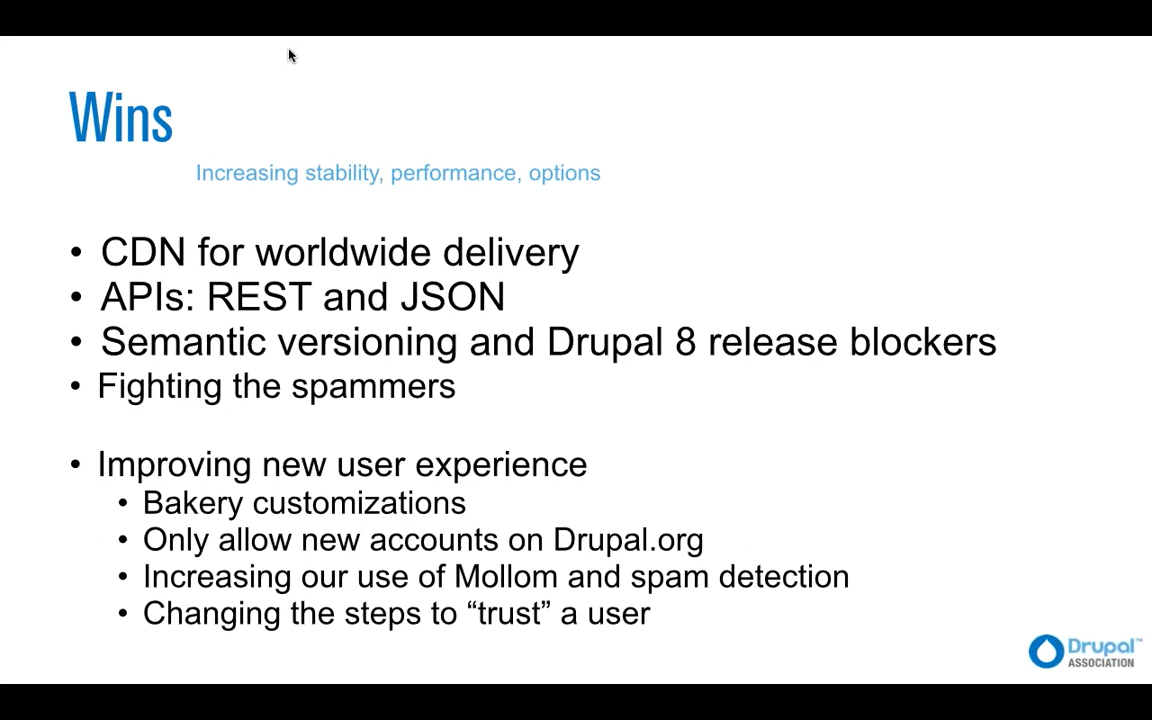 Wins
Increasing stability, performance, options
• CDN for worldwide delivery
• APIs: REST and JSON
• Semantic versioning and Drupal 8 release blockers
• Fighting the spammers
• Improving new user experience
• Bakery customizations
• Only allow new accounts on Drupal.org
• Increasing our use of Mollom and spam detection
• Changing the steps to “trust” a user
Drupal™
ASSOCIATION